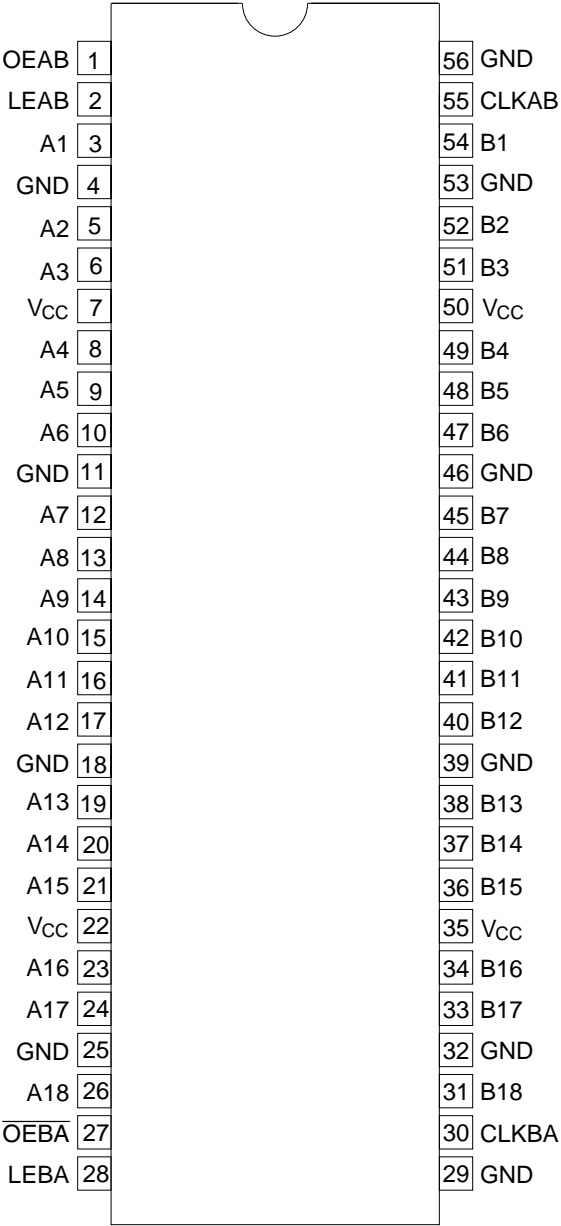 OEAB 1 56 GND
LEAB 2 55 CLKAB
A1 3 54 B1
GND 4 53 GND
A2 5 52 B2
A3 6 51 B3
VCC 7 50 VCC
A4 8 49 B4
A5 9 48 B5
A6 10 47 B6
GND 11 46 GND
A7 12 45 B7
A8 13 44 B8
A9 14 43 B9
A10 15 42 B10
A11 16 41 B11
A12 17 40 B12
GND 18 39 GND
A13 19 38 B13
A14 20 37 B14
A15 21 36 B15
VCC 22 35 VCC
A16 23 34 B16
A17 24 33 B17
GND 25 32 GND
A18 26 31 B18
O̅E̅B̅A̅ 27 30 CLKBA
LEBA 28 29 GND